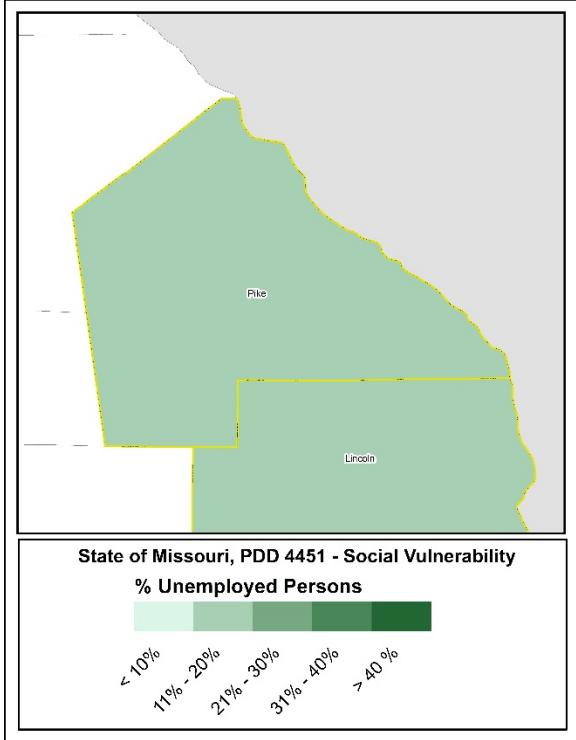 Pike
Lincoln
State of Missouri, PDD 4451 - Social Vulnerability
% Unemployed Persons
< 10%
11% - 20%
21% - 30%
31% - 40%
> 40 %